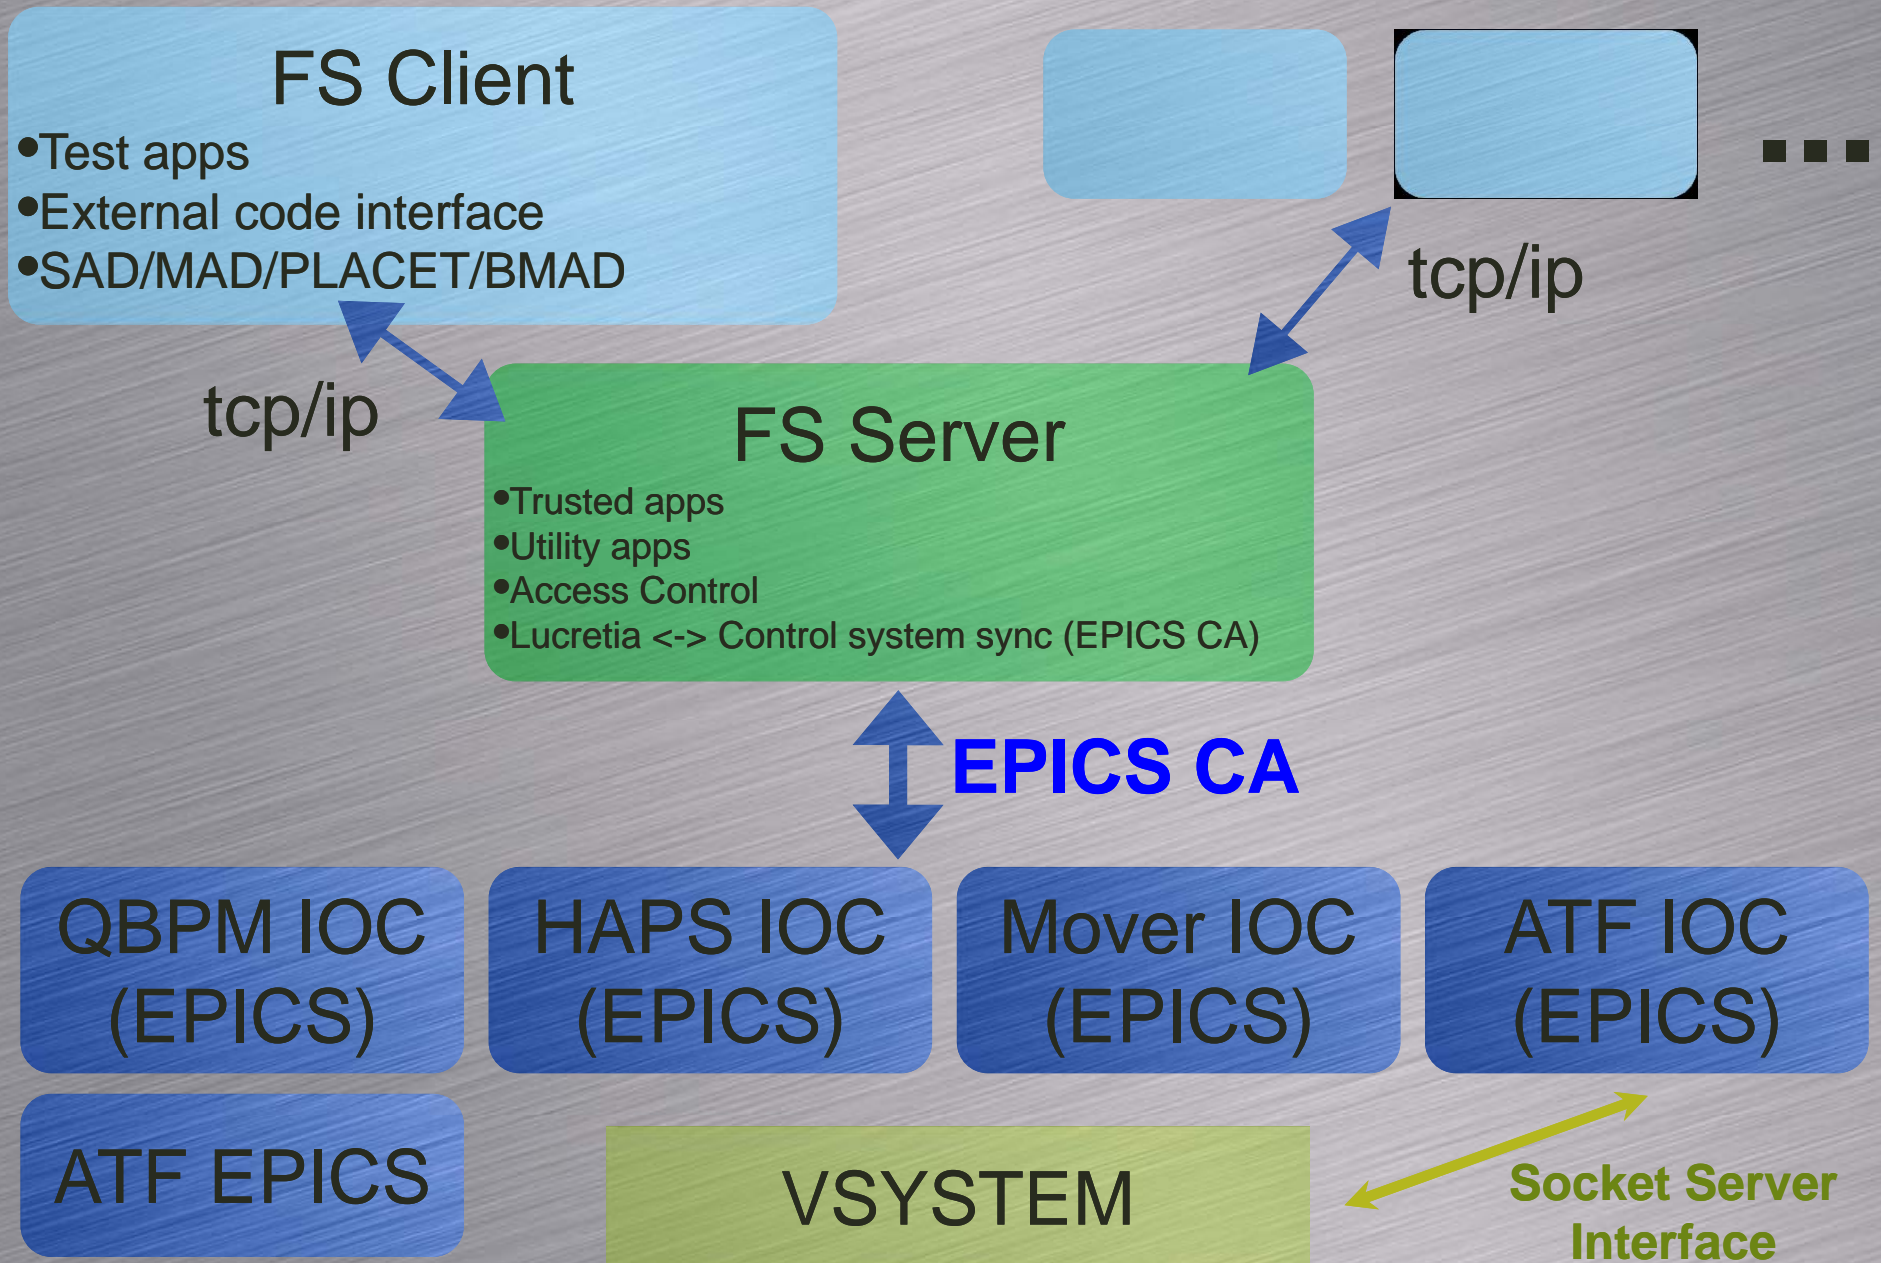 FS Client
•Test apps
•External code interface
•SAD/MAD/PLACET/BMAD
...
tcp/ip
tcp/ip
FS Server
•Trusted apps
•Utility apps
•Access Control
•Lucretia <-> Control system sync (EPICS CA)
EPICS CA
QBPM IOC
(EPICS)
HAPS IOC
(EPICS)
Mover IOC
(EPICS)
ATF IOC
(EPICS)
ATF EPICS
VSYSTEM
Socket Server
Interface